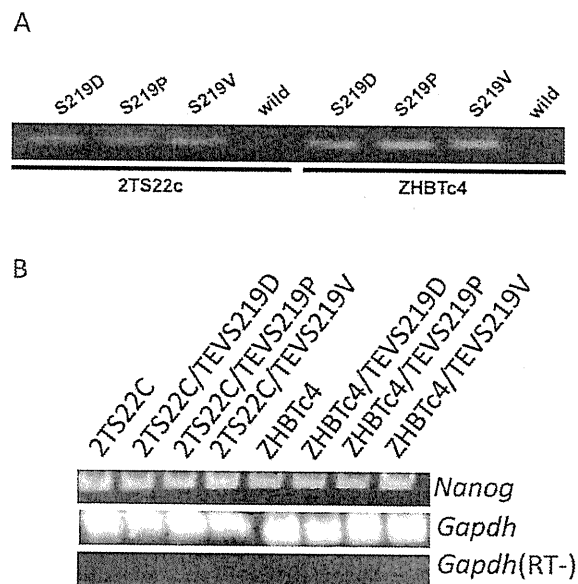 A
S219D S219P S219V wild S219D S219P S219V wild
2TS22c ZHBTc4
B
2TS22C 2TS22C/TEVS219D 2TS22C/TEVS219P 2TS22C/TEVS219V ZHBTc4 ZHBTc4/TEVS219D ZHBTc4/TEVS219P ZHBTc4/TEVS219V
Nanog
Gapdh
Gapdh(RT-)